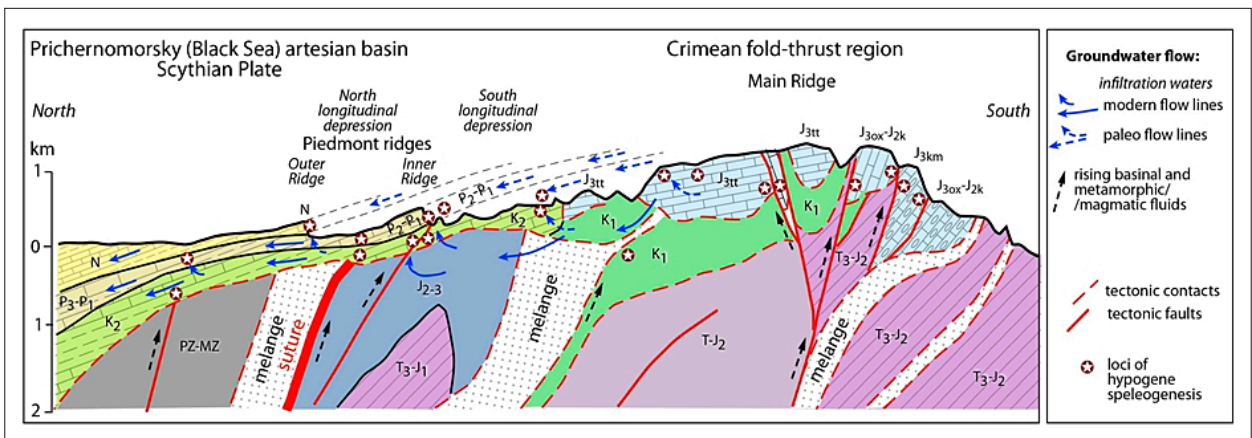 Prichernomorsky (Black Sea) artesian basin
Scythian Plate
Crimean fold-thrust region
Main Ridge
North
South
North
longitudinal
depression
South
longitudinal
depression
Piedmont ridges
Outer
Ridge
Inner
Ridge
km
1
0
1
2
N
N
P2-P1
P2-P1
P3-P1
K2
K2
J3tt
J3tt
J3tt
J3ox-J2k
J3km
J3ox-J2k
K1
K1
K1
J2-3
T3-J1
PZ-MZ
melange
suture
melange
T-J2
T3-J2
melange
T3-J2
T3-J2
Groundwater flow:
infiltration waters
modern flow lines
paleo flow lines
rising basinal and
metamorphic/
/magmatic fluids
tectonic contacts
tectonic faults
loci of
hypogene
speleogenesis